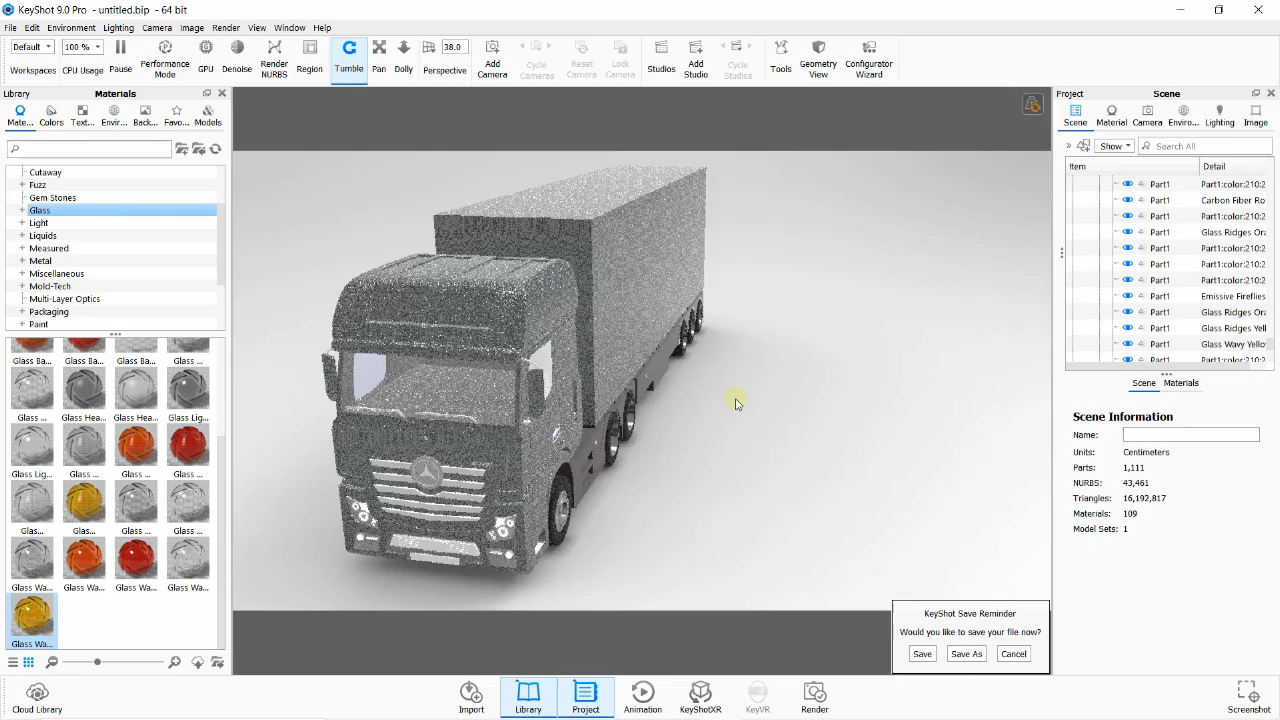 KeyShot 9.0 Pro - untitled.bip - 64 bit
File Edit Environment Lighting Camera Image Render View Window Help
Default 100 % 38.0
Workspaces CPU Usage Pause Performance Mode GPU Denoise Render NURBS Region Tumble Pan Dolly Perspective Add Camera Cycle Cameras Reset Camera Lock Camera Studios Add Studio Cycle Studios Tools Geometry View Configurator Wizard
Library Materials
Mate... Colors Text... Envir... Back... Favo... Models
Cutaway
Fuzz
Gem Stones
Glass
Light
Liquids
Measured
Metal
Miscellaneous
Mold-Tech
Multi-Layer Optics
Packaging
Paint
Glass Ba... Glass Ba... Glass Ba... Glass ...
Glass ... Glass Hea... Glass Hea... Glass Lig...
Glass Lig... Glass ... Glass ... Glass ...
Glas... Glas... Glass ... Glass ...
Glass Wa... Glass Wa... Glass Wa... Glass Wa...
Glass Wa...
Project Scene
Scene Material Camera Enviro... Lighting Image
Show Search All
Item Detail
Part1 Part1:color:210:2
Part1 Carbon Fiber Ro
Part1 Part1:color:210:2
Part1 Glass Ridges Ora
Part1 Part1:color:210:2
Part1 Part1:color:210:2
Part1 Part1:color:210:2
Part1 Emissive Fireflies
Part1 Glass Ridges Ora
Part1 Glass Ridges Yell
Part1 Glass Wavy Yello
Part1 Part1:color:210:2
Scene Materials
Scene Information
Name:
Units: Centimeters
Parts: 1,111
NURBS: 43,461
Triangles: 16,192,817
Materials: 109
Model Sets: 1
KeyShot Save Reminder
Would you like to save your file now?
Save Save As Cancel
Cloud Library Import Library Project Animation KeyShotXR KeyVR Render Screenshot